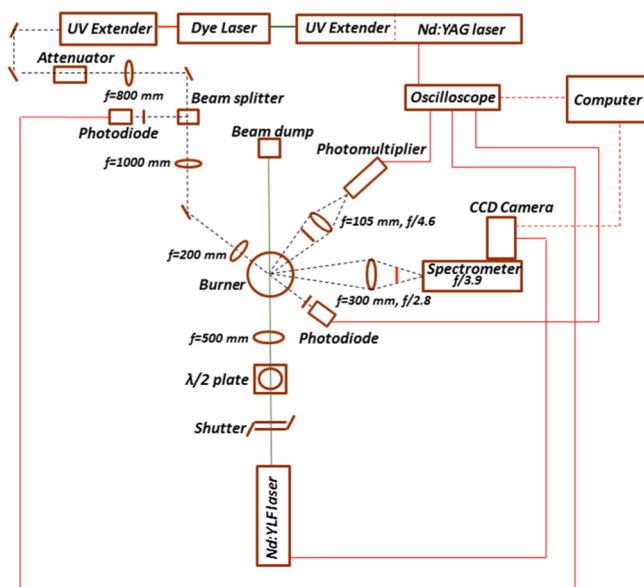 UV Extender
Dye Laser
UV Extender
Nd:YAG laser
Attenuator
f=800 mm
Oscilloscope
Computer
Beam splitter
Photodiode
Beam dump
Photomultiplier
f=1000 mm
CCD Camera
f=105 mm, f/4.6
f=200 mm
Spectrometer
f/3.9
Burner
f=300 mm, f/2.8
Photodiode
f=500 mm
λ/2 plate
Shutter
Nd:YLF laser